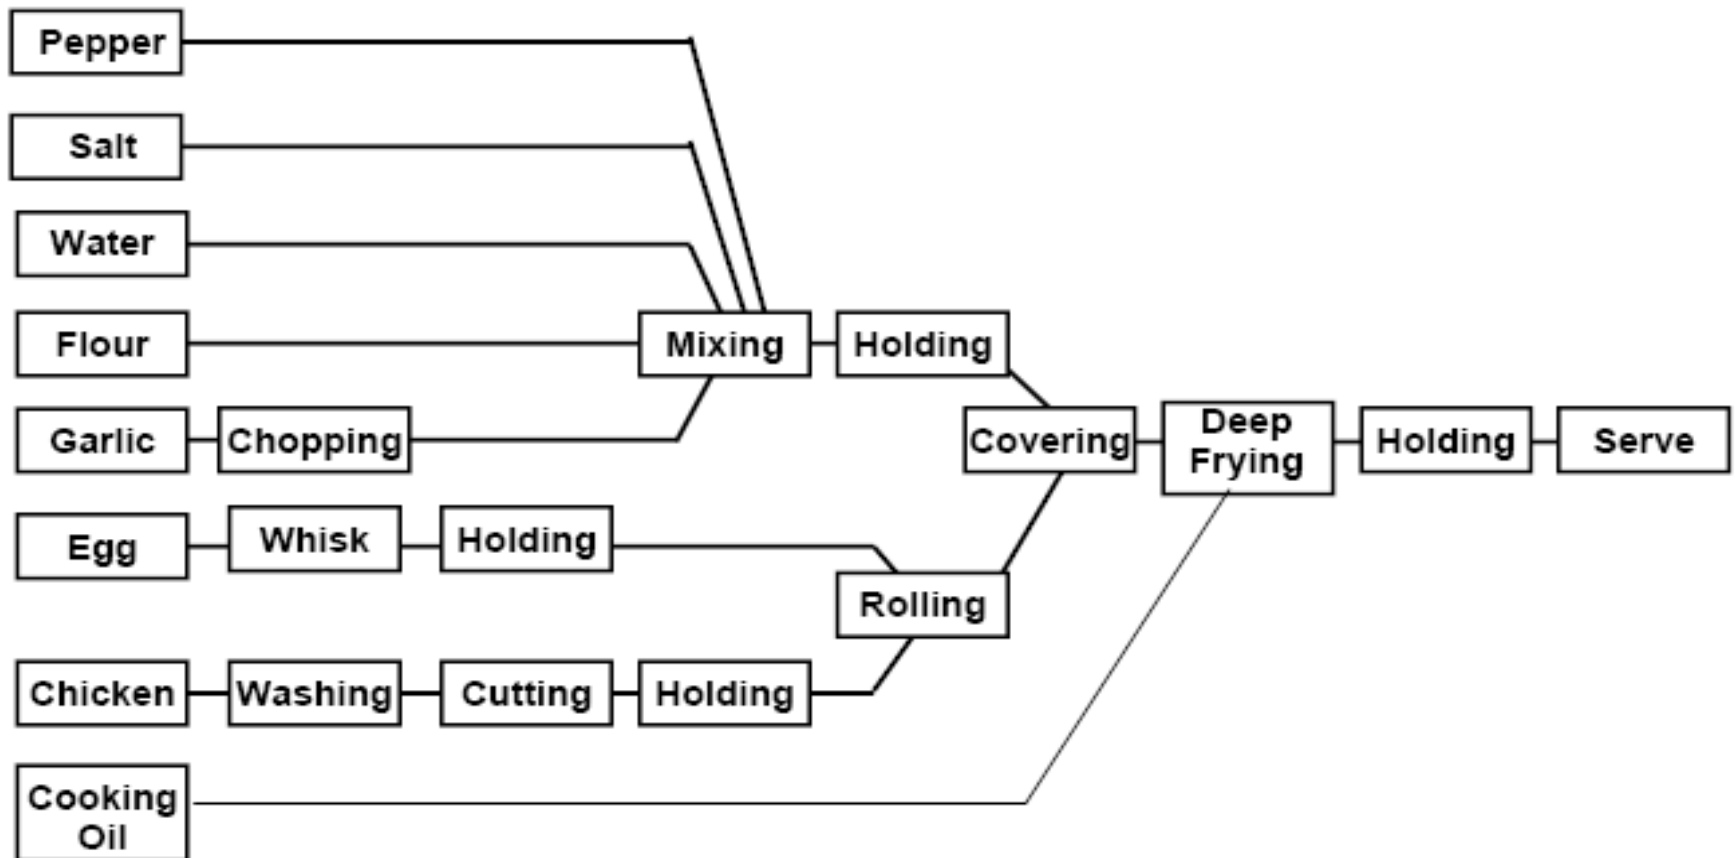 Pepper
Salt
Water
Flour
Mixing
Holding
Garlic
Chopping
Covering
Deep
Frying
Holding
Serve
Egg
Whisk
Holding
Rolling
Chicken
Washing
Cutting
Holding
Cooking
Oil